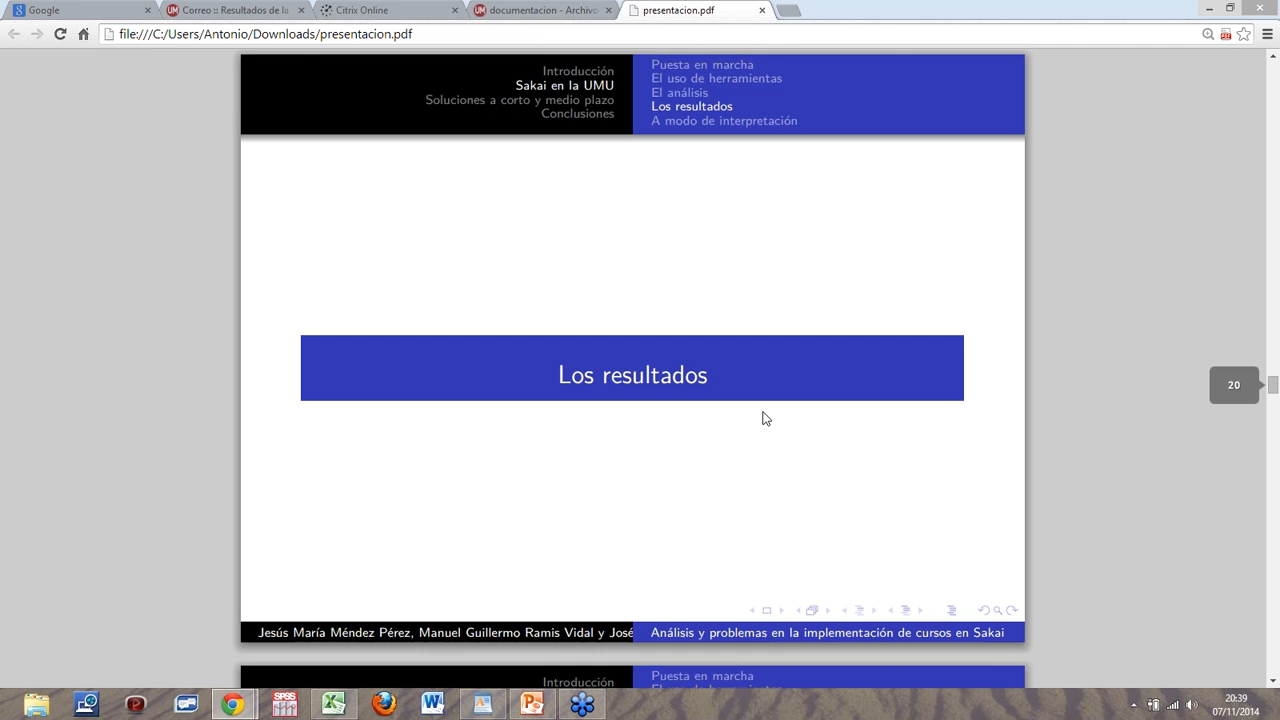 Google
Correo :: Resultados de la
Citrix Online
documentacion - Archivo
presentacion.pdf
file:///C:/Users/Antonio/Downloads/presentacion.pdf
Introducción
Sakai en la UMU
Soluciones a corto y medio plazo
Conclusiones
Puesta en marcha
El uso de herramientas
El análisis
Los resultados
A modo de interpretación
Los resultados
20
Jesús María Méndez Pérez, Manuel Guillermo Ramis Vidal y José
Análisis y problemas en la implementación de cursos en Sakai
Introducción
Puesta en marcha
SPSS
20:39
07/11/2014